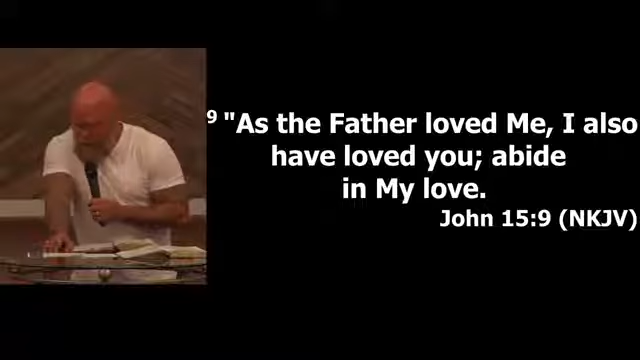 9 "As the Father loved Me, I also
have loved you; abide
in My love.
John 15:9 (NKJV)